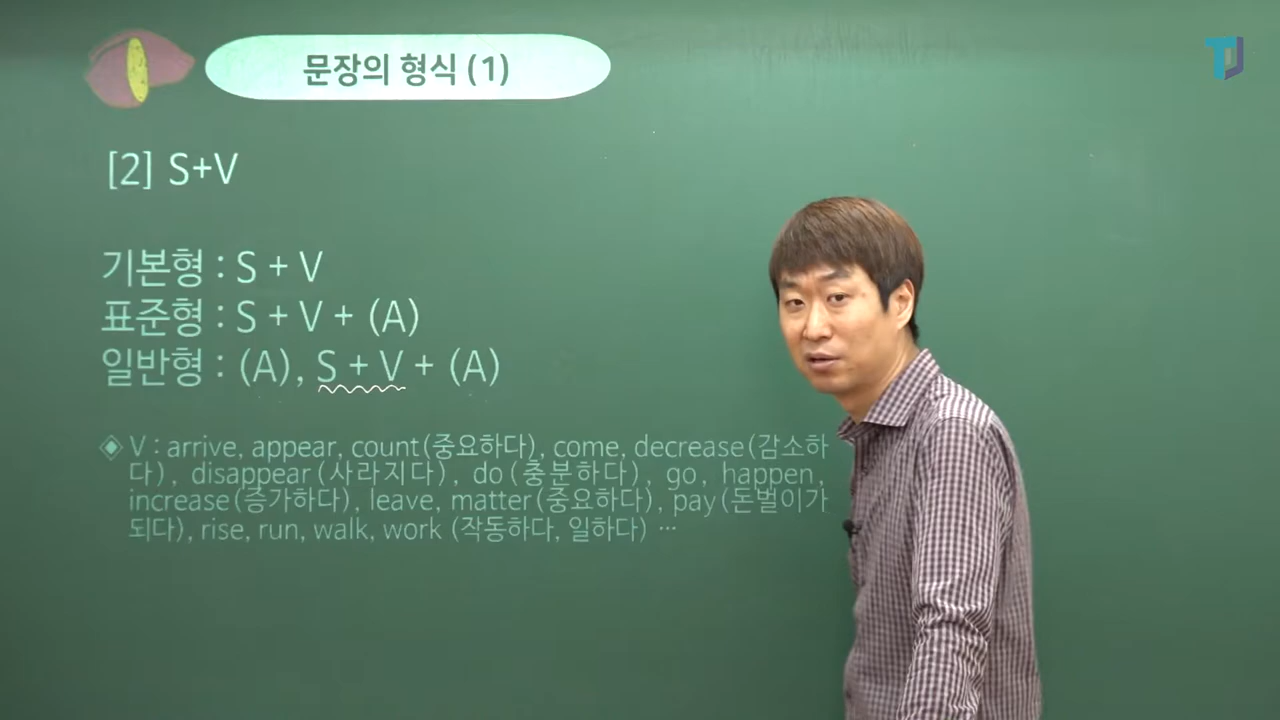 문장의 형식 (1)
TJ
[2] S+V
기본형 : S + V
표준형 : S + V + (A)
일반형 : (A), S + V + (A)
◈ V : arrive, appear, count(중요하다), come, decrease(감소하
다), disappear(사라지다), do(충분하다), go, happen,
increase(증가하다), leave, matter(중요하다), pay(돈벌이가
되다), rise, run, walk, work (작동하다, 일하다) …